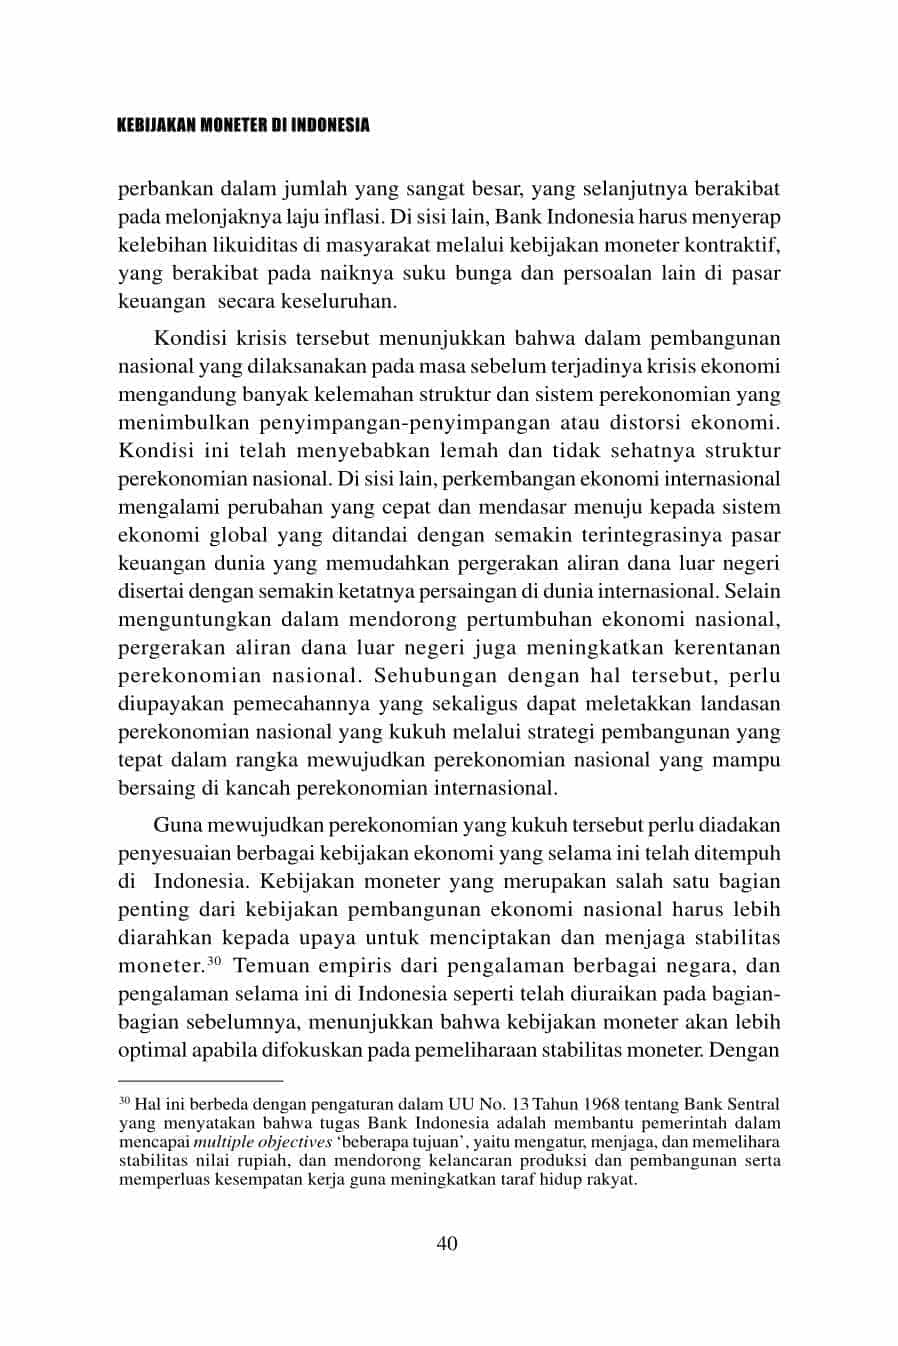 KEBIJAKAN MONETER DI INDONESIA
perbankan dalam jumlah yang sangat besar, yang selanjutnya berakibat
pada melonjaknya laju inflasi. Di sisi lain, Bank Indonesia harus menyerap
kelebihan likuiditas di masyarakat melalui kebijakan moneter kontraktif,
yang berakibat pada naiknya suku bunga dan persoalan lain di pasar
keuangan secara keseluruhan.
Kondisi krisis tersebut menunjukkan bahwa dalam pembangunan
nasional yang dilaksanakan pada masa sebelum terjadinya krisis ekonomi
mengandung banyak kelemahan struktur dan sistem perekonomian yang
menimbulkan penyimpangan-penyimpangan atau distorsi ekonomi.
Kondisi ini telah menyebabkan lemah dan tidak sehatnya struktur
perekonomian nasional. Di sisi lain, perkembangan ekonomi internasional
mengalami perubahan yang cepat dan mendasar menuju kepada sistem
ekonomi global yang ditandai dengan semakin terintegrasinya pasar
keuangan dunia yang memudahkan pergerakan aliran dana luar negeri
disertai dengan semakin ketatnya persaingan di dunia internasional. Selain
menguntungkan dalam mendorong pertumbuhan ekonomi nasional,
pergerakan aliran dana luar negeri juga meningkatkan kerentanan
perekonomian nasional. Sehubungan dengan hal tersebut, perlu
diupayakan pemecahannya yang sekaligus dapat meletakkan landasan
perekonomian nasional yang kukuh melalui strategi pembangunan yang
tepat dalam rangka mewujudkan perekonomian nasional yang mampu
bersaing di kancah perekonomian internasional.
Guna mewujudkan perekonomian yang kukuh tersebut perlu diadakan
penyesuaian berbagai kebijakan ekonomi yang selama ini telah ditempuh
di Indonesia. Kebijakan moneter yang merupakan salah satu bagian
penting dari kebijakan pembangunan ekonomi nasional harus lebih
diarahkan kepada upaya untuk menciptakan dan menjaga stabilitas
moneter.³⁰ Temuan empiris dari pengalaman berbagai negara, dan
pengalaman selama ini di Indonesia seperti telah diuraikan pada bagian-
bagian sebelumnya, menunjukkan bahwa kebijakan moneter akan lebih
optimal apabila difokuskan pada pemeliharaan stabilitas moneter. Dengan
³⁰ Hal ini berbeda dengan pengaturan dalam UU No. 13 Tahun 1968 tentang Bank Sentral
yang menyatakan bahwa tugas Bank Indonesia adalah membantu pemerintah dalam
mencapai multiple objectives ‘beberapa tujuan’, yaitu mengatur, menjaga, dan memelihara
stabilitas nilai rupiah, dan mendorong kelancaran produksi dan pembangunan serta
memperluas kesempatan kerja guna meningkatkan taraf hidup rakyat.
40